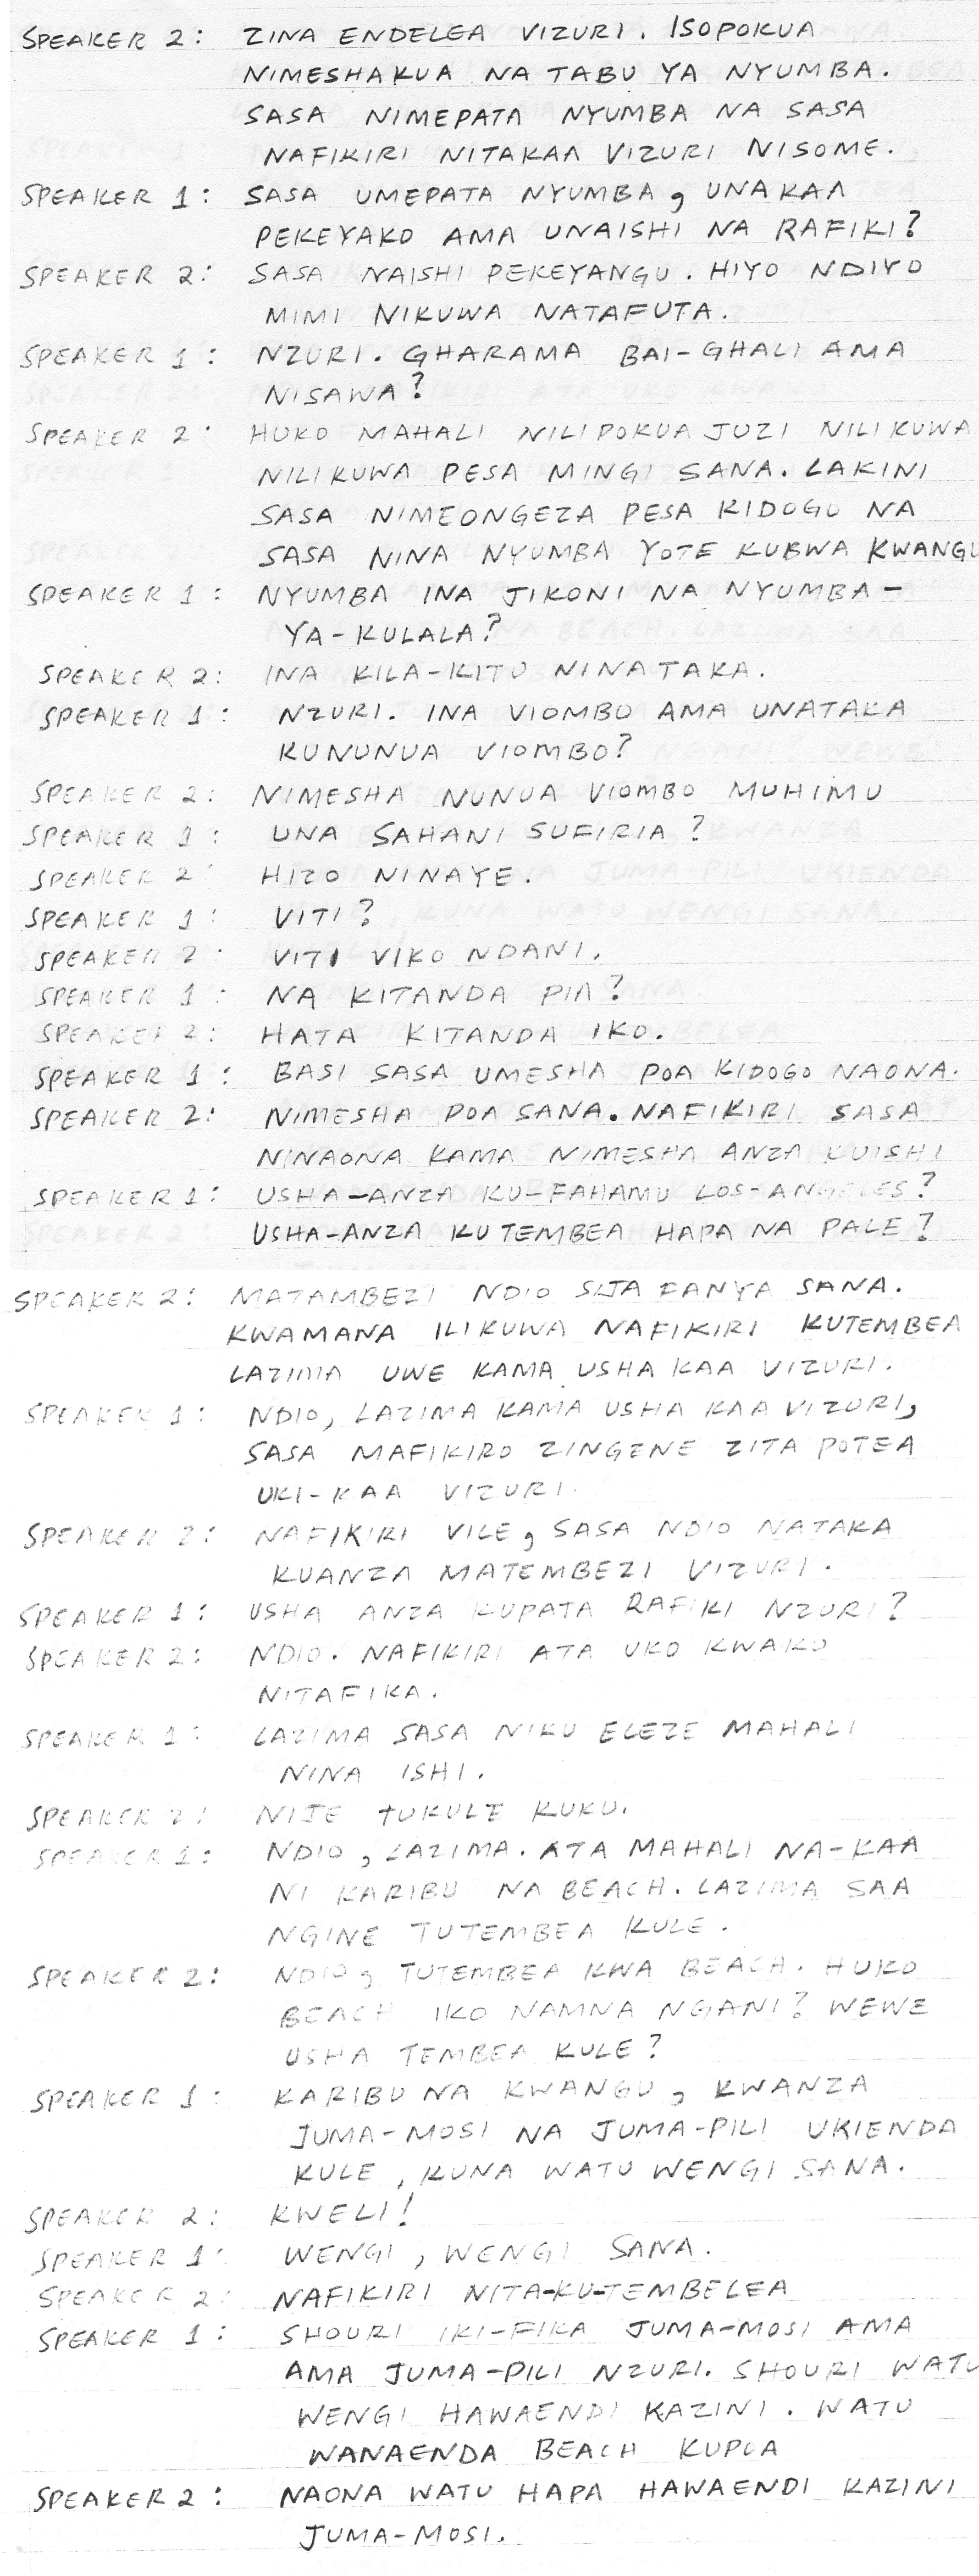 SPEAKER 2: ZINA ENDELEA VIZURI. ISOPOKUA
NIMESHAKUA NA TABU YA NYUMBA.
SASA NIMEPATA NYUMBA NA SASA
NAFIKIRI NITAKAA VIZURI NISOME.
SPEAKER 1: SASA UMEPATA NYUMBA, UNAKAA
PEKEYAKO AMA UNAISHI NA RAFIKI?
SPEAKER 2: SASA NAISHI PEKEYANGU. HIYO NDIYO
MIMI NIKUWA NATAFUTA.
SPEAKER 1: NZURI. GHARAMA BAI-GHALI AMA
NISAWA?
SPEAKER 2: HUKO MAHALI NILIPOKUA JUZI NILIKUWA
NILIKUWA PESA MINGI SANA. LAKINI
SASA NIMEONGEZA PESA KIDOGO NA
SASA NINA NYUMBA YOTE KUBWA KWANGU
SPEAKER 1: NYUMBA INA JIKONI NA NYUMBA-
YA-KULALA?
SPEAKER 2: INA KILA-KITU NINATAKA.
SPEAKER 1: NZURI. INA VIOMBO AMA UNATAKA
KUNUNUA VIOMBO?
SPEAKER 2: NIMESHA NUNUA VIOMBO MUHIMU
SPEAKER 1: UNA SAHANI SUFIRIA?
SPEAKER 2: HIZO NINAYE.
SPEAKER 1: VITI?
SPEAKER 2: VITI VIKO NDANI.
SPEAKER 1: NA KITANDA PIA?
SPEAKER 2: HATA KITANDA IKO.
SPEAKER 1: BASI SASA UMESHA POA KIDOGO NAONA.
SPEAKER 2: NIMESHA POA SANA. NAFIKIRI SASA
NINAONA KAMA NIMESHA ANZA KUISHI
SPEAKER 1: USHA-ANZA KU-FAHAMU LOS-ANGELES?
USHA-ANZA KUTEMBEA HAPA NA PALE?
SPEAKER 2: MATAMBEZI NDIO SIJA FANYA SANA.
KWAMANA ILIKUWA NAFIKIRI KUTEMBEA
LAZIMA UWE KAMA USHA KAA VIZURI.
SPEAKER 1: NDIO, LAZIMA KAMA USHA KAA VIZURI,
SASA MAFIKIRO ZINGENE ZITA POTEA
UKI-KAA VIZURI.
SPEAKER 2: NAFIKIRI VILE, SASA NDIO NATAKA
KUANZA MATEMBEZI VIZURI.
SPEAKER 1: USHA ANZA KUPATA RAFIKI NZURI?
SPEAKER 2: NDIO. NAFIKIRI ATA UKO KWAKO
NITAFIKA.
SPEAKER 1: LAZIMA SASA NIKU ELEZE MAHALI
NINA ISHI.
SPEAKER 2: NIJE TUKULE KUKU.
SPEAKER 1: NDIO, LAZIMA. ATA MAHALI NA-KAA
NI KARIBU NA BEACH. LAZIMA SAA
NGINE TUTEMBEA KULE.
SPEAKER 2: NDIO, TUTEMBEA KWA BEACH. HUKO
BEACH IKO NAMNA NGANI? WEWE
USHA TEMBEA KULE?
SPEAKER 1: KARIBU NA KWANGU, KWANZA
JUMA-MOSI NA JUMA-PILI UKIENDA
KULE, KUNA WATU WENGI SANA.
SPEAKER 2: KWELI!
SPEAKER 1: WENGI, WENGI SANA.
SPEAKER 2: NAFIKIRI NITA-KU-TEMBELEA
SPEAKER 1: SHOURI IKI-FIKA JUMA-MOSI AMA
AMA JUMA-PILI NZURI. SHOURI WATU
WENGI HAWAENDI KAZINI. WATU
WANAENDA BEACH KUPOA
SPEAKER 2: NAONA WATU HAPA HAWAENDI KAZINI
JUMA-MOSI.